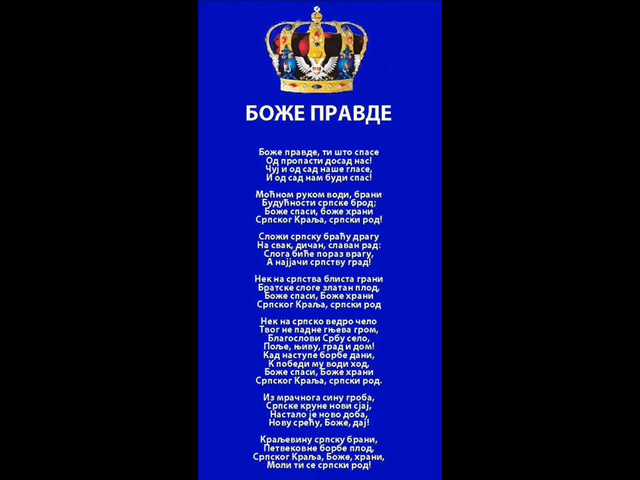 БОЖЕ ПРАВДЕ
Боже правде, ти што спасе
Од пропасти досад нас!
Чуј и од сад наше гласе,
И од сад нам буди спас!
Моћном руком води, брани
Будућности српске брод;
Боже спаси, боже храни
Српског Краља, српски род!
Сложи српску браћу драгу
На свак, дичан, славан рад:
Слога биће пораз врагу,
А најјачи српству град!
Нек на српства блиста грани
Братске слоге златан плод,
Боже спаси, Боже храни
Српског Краља, српски род
Нек на српско ведро чело
Твог не падне гњева гром,
Благослови Србу село,
Поље, њиву, град и дом!
Кад наступе борбе дани,
К победи му води ход,
Боже спаси, Боже храни
Српског Краља, српски род.
Из мрачнога сину гроба,
Српске круне нови сјај,
Настало је ново доба,
Нову срећу, Боже, дај!
Краљевину српску брани,
Петвековне борбе плод,
Српског Краља, Боже, храни,
Моли ти се српски род!